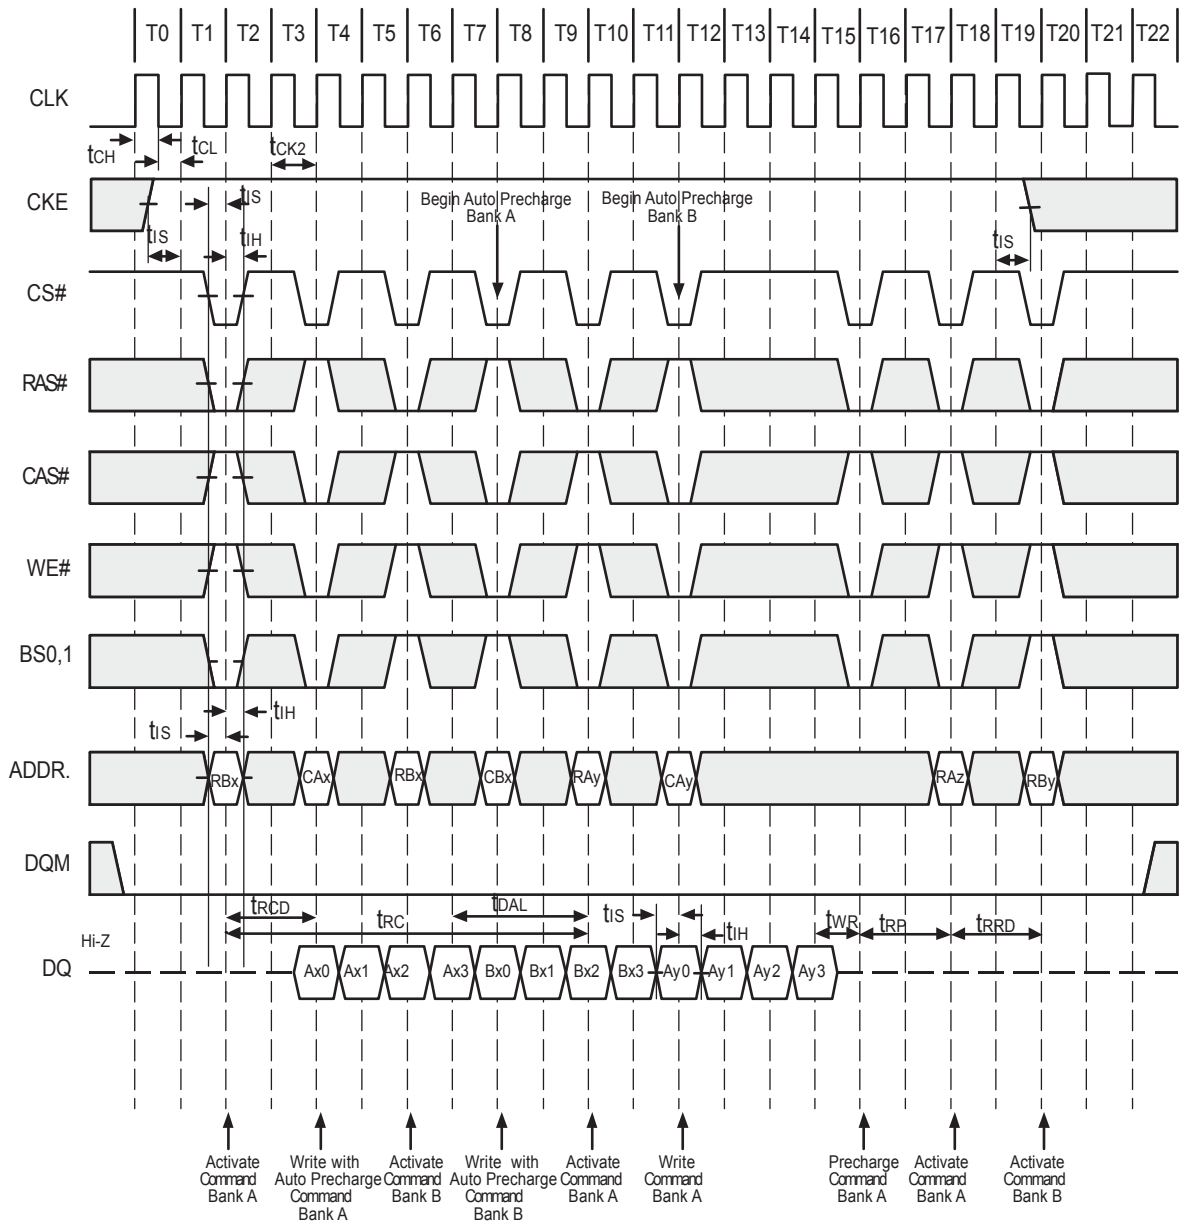 T0 T1 T2 T3 T4 T5 T6 T7 T8 T9 T10 T11 T12 T13 T14 T15 T16 T17 T18 T19 T20 T21 T22
CLK
tCH tCL tCK2
CKE
tIS
Begin Auto Precharge
Bank A
Begin Auto Precharge
Bank B
tIS tIH tIS
CS#
RAS#
CAS#
WE#
BS0,1
tIH
tIS
ADDR.
RBx CAx RBx CBx RAy CAy RAz RBy
DQM
tRCD tDAL tIS tWR tRP tRRD
tRC tIH
Hi-Z
DQ
Ax0 Ax1 Ax2 Ax3 Bx0 Bx1 Bx2 Bx3 Ay0 Ay1 Ay2 Ay3
Activate
Command
Bank A
Write with
Auto Precharge
Command
Bank A
Activate
Command
Bank B
Write with
Auto Precharge
Command
Bank B
Activate
Command
Bank A
Write
Command
Bank A
Precharge
Command
Bank A
Activate
Command
Bank A
Activate
Command
Bank B